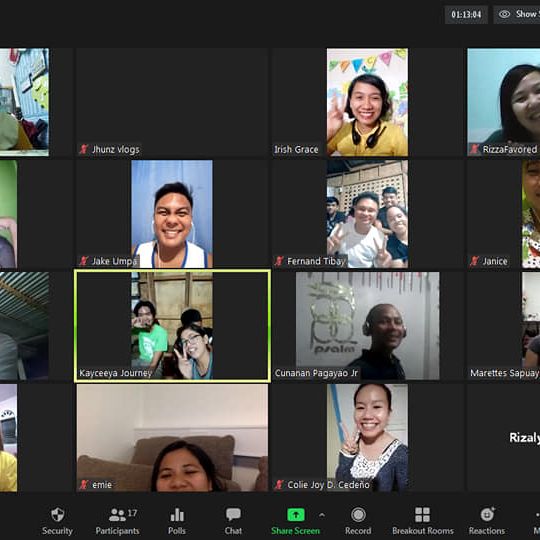 01:13:04
Show
Jhunz vlogs
Irish Grace
RizzaFavored
Jake Umpa
Fernand Tibay
Janice
psalm
Kayceeya Journey
Cunanan Pagayao Jr
Marettes Sapuay
emie
Colie Joy D. Cedeño
Rizaly
17
Security
Participants
Polls
Chat
Share Screen
Record
Breakout Rooms
Reactions